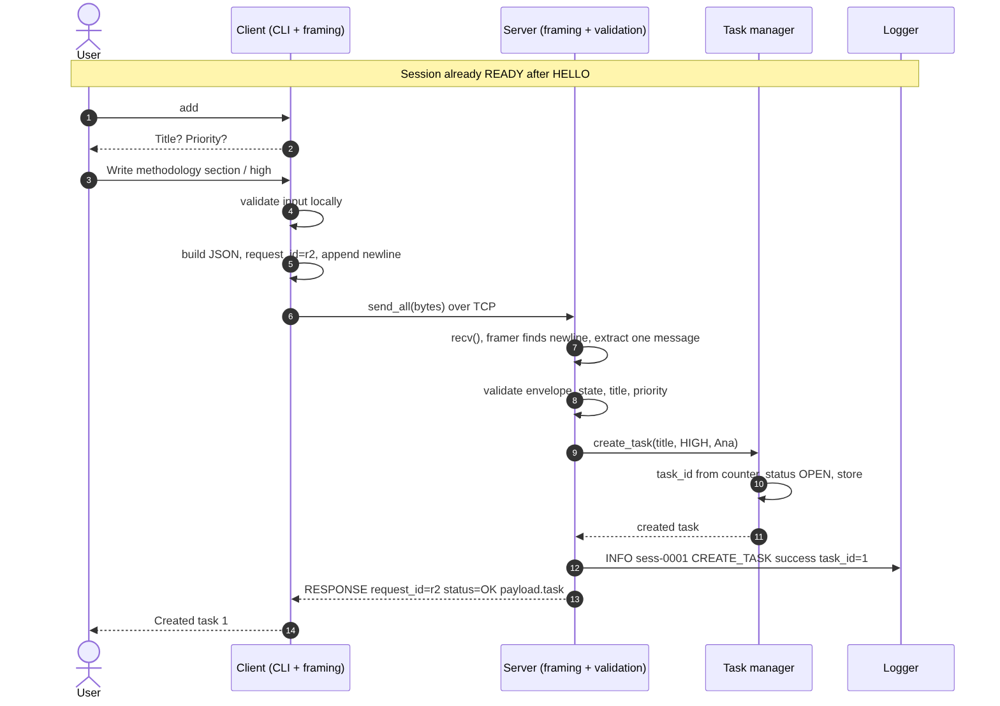 User
Client (CLI + framing)
Server (framing + validation)
Task manager
Logger
Session already READY after HELLO
add
1
Title? Priority?
2
Write methodology section / high
3
validate input locally
4
build JSON, request_id=r2, append newline
5
send_all(bytes) over TCP
6
recv(), framer finds newline, extract one message
7
validate envelope, state, title, priority
8
create_task(title, HIGH, Ana)
9
task_id from counter, status OPEN, store
10
created task
11
INFO sess-0001 CREATE_TASK success task_id=1
12
RESPONSE request_id=r2 status=OK payload.task
13
Created task 1
14
User
Client (CLI + framing)
Server (framing + validation)
Task manager
Logger